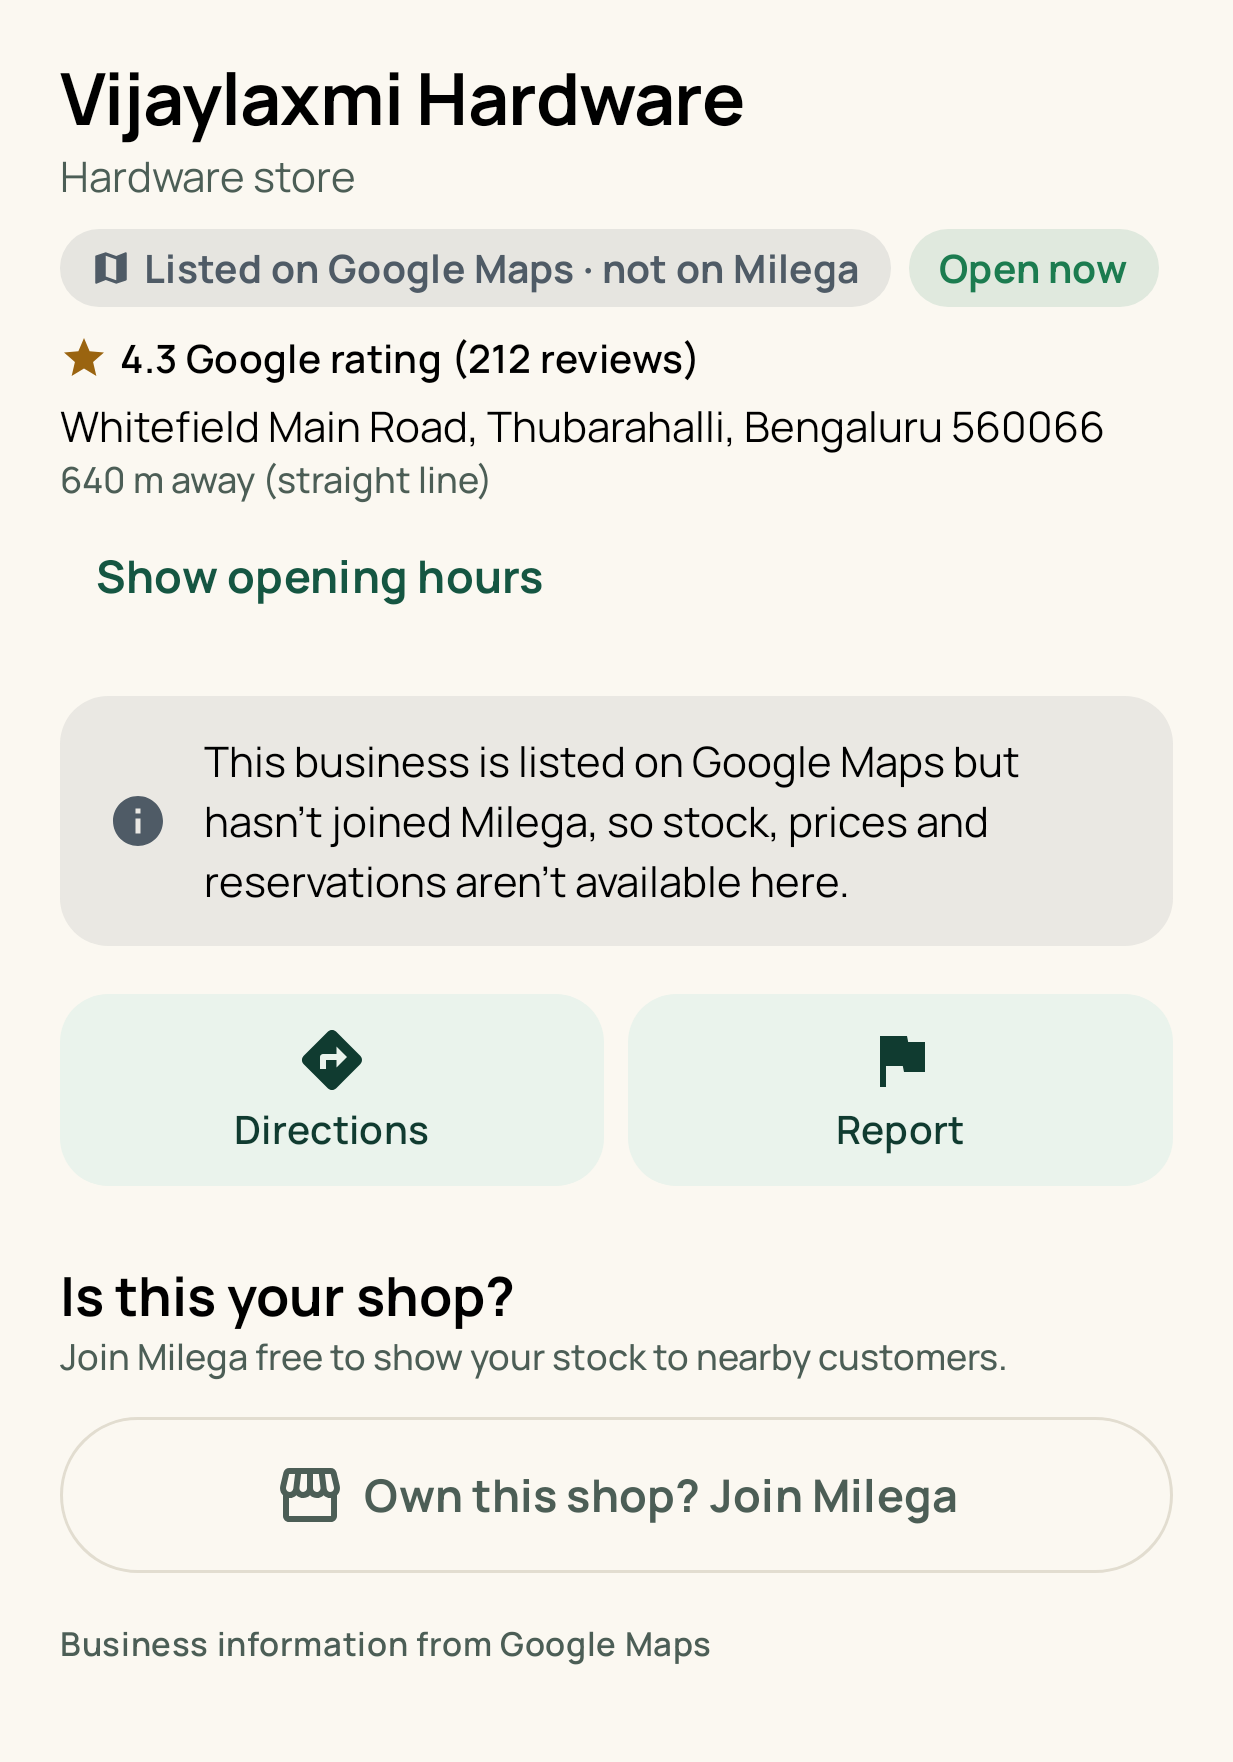 Vijaylaxmi Hardware
Hardware store
Listed on Google Maps · not on Milega
Open now
4.3 Google rating (212 reviews)
Whitefield Main Road, Thubarahalli, Bengaluru 560066
640 m away (straight line)
Show opening hours
This business is listed on Google Maps but
hasn’t joined Milega, so stock, prices and
reservations aren’t available here.
Directions
Report
Is this your shop?
Join Milega free to show your stock to nearby customers.
Own this shop? Join Milega
Business information from Google Maps